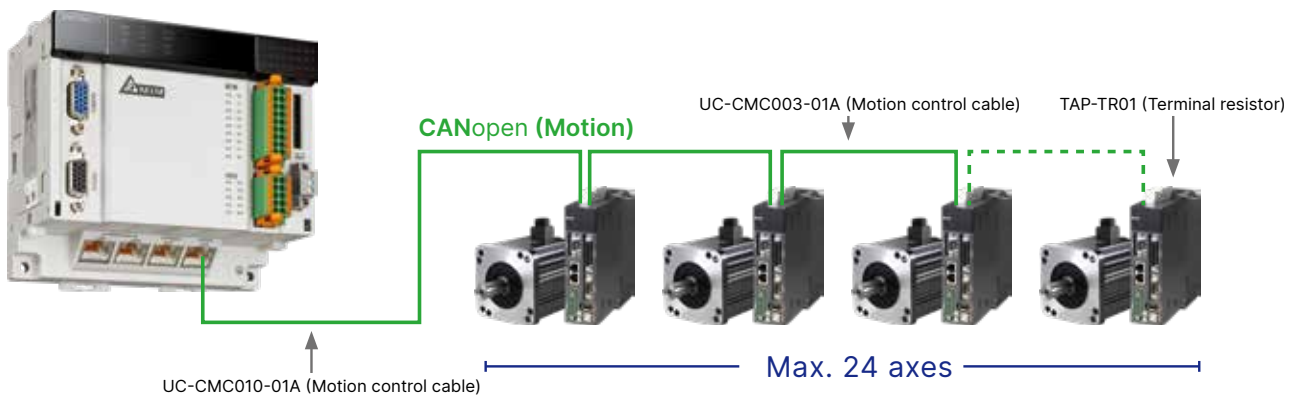 UC-CMC003-01A (Motion control cable)
TAP-TR01 (Terminal resistor)
CANopen (Motion)
Max. 24 axes
UC-CMC010-01A (Motion control cable)